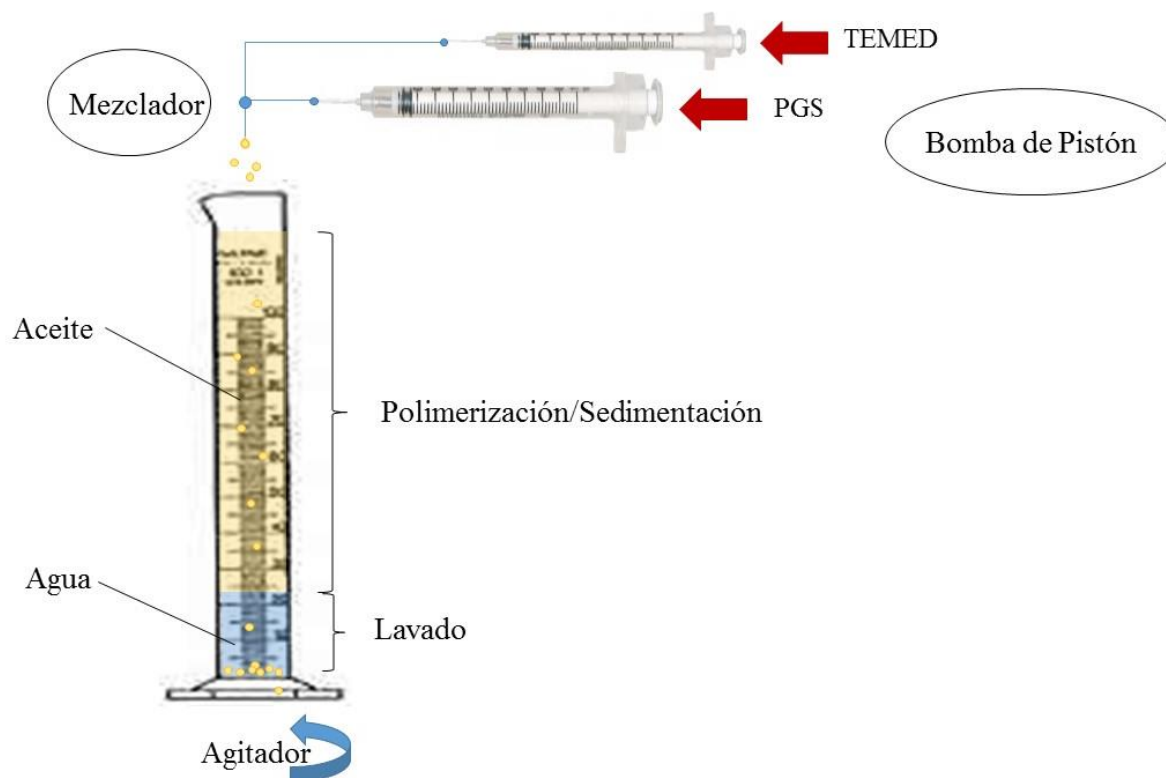 TEMED
Mezclador
PGS
Bomba de Pistón
Aceite
Polimerización/Sedimentación
Agua
Lavado
Agitador